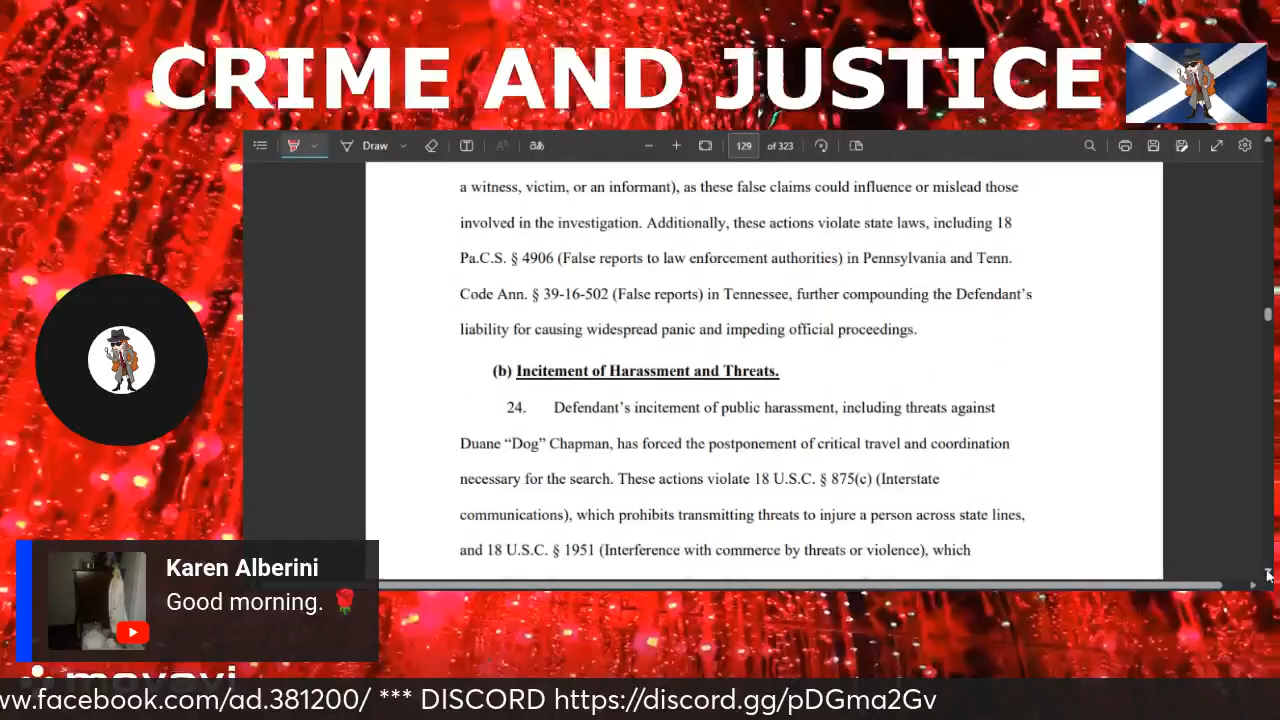 CRIME AND JUSTICE
Draw
129 of 323
a witness, victim, or an informant), as these false claims could influence or mislead those
involved in the investigation. Additionally, these actions violate state laws, including 18
Pa.C.S. § 4906 (False reports to law enforcement authorities) in Pennsylvania and Tenn.
Code Ann. § 39-16-502 (False reports) in Tennessee, further compounding the Defendant’s
liability for causing widespread panic and impeding official proceedings.
(b) Incitement of Harassment and Threats.
24. Defendant’s incitement of public harassment, including threats against
Duane “Dog” Chapman, has forced the postponement of critical travel and coordination
necessary for the search. These actions violate 18 U.S.C. § 875(c) (Interstate
communications), which prohibits transmitting threats to injure a person across state lines,
and 18 U.S.C. § 1951 (Interference with commerce by threats or violence), which
Karen Alberini
Good morning. 🌹
movavi
ww.facebook.com/ad.381200/ *** DISCORD https://discord.gg/pDGma2Gv